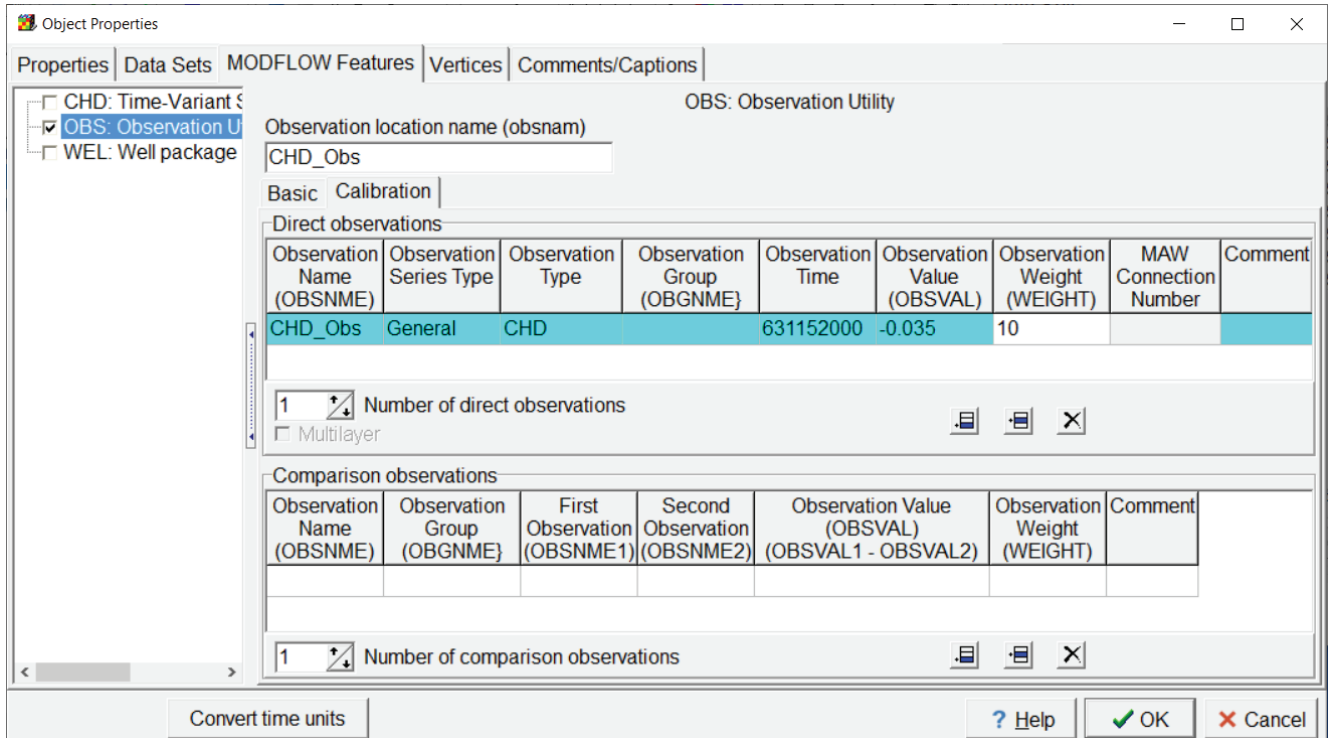 Object Properties
Properties Data Sets MODFLOW Features Vertices Comments/Captions
CHD: Time-Variant S
OBS: Observation Ut
WEL: Well package
OBS: Observation Utility
Observation location name (obsnam)
CHD_Obs
Basic Calibration
Direct observations
Observation Name (OBSNME) Observation Series Type Observation Type Observation Group (OBGNME} Observation Time Observation Value (OBSVAL) Observation Weight (WEIGHT) MAW Connection Number Comment
CHD_Obs General CHD 631152000 -0.035 10
1 Number of direct observations
Multilayer
Comparison observations
Observation Name (OBSNME) Observation Group (OBGNME} First Observation (OBSNME1) Second Observation (OBSNME2) Observation Value (OBSVAL) (OBSVAL1 - OBSVAL2) Observation Weight (WEIGHT) Comment
1 Number of comparison observations
Convert time units ? Help OK Cancel